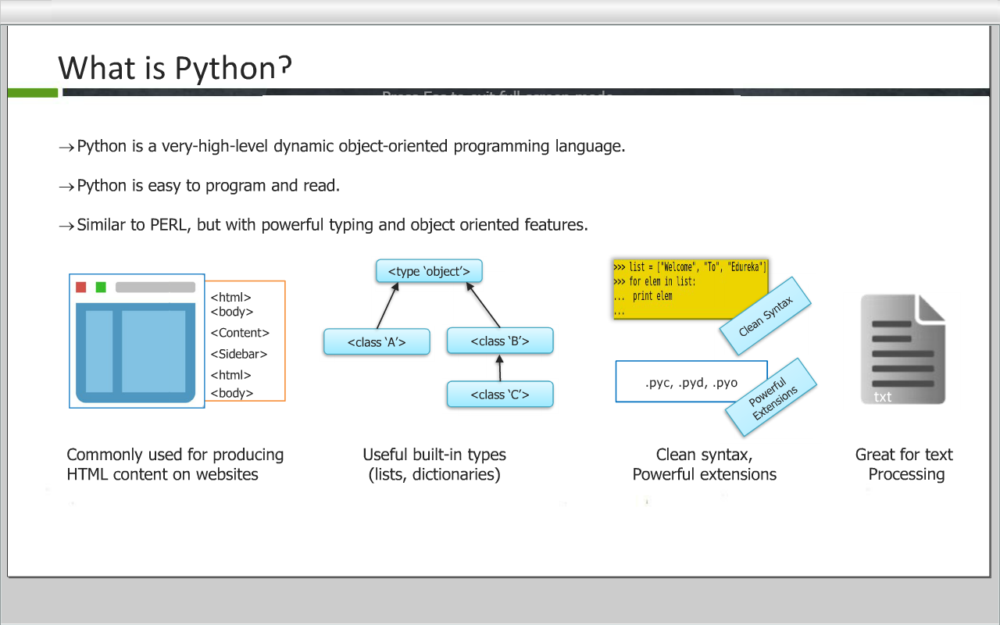 What is Python?
Press Esc to exit full screen mode
→Python is a very-high-level dynamic object-oriented programming language.
→Python is easy to program and read.
→Similar to PERL, but with powerful typing and object oriented features.
<html>
<body>
<Content>
<Sidebar>
<html>
<body>
Commonly used for producing
HTML content on websites
<type ‘object’>
<class ‘A’>
<class ‘B’>
<class ‘C’>
Useful built-in types
(lists, dictionaries)
>>> list = ["Welcome", "To", "Edureka"]
>>> for elem in list:
... print elem
...
Clean Syntax
.pyc, .pyd, .pyo
Powerful
Extensions
Clean syntax,
Powerful extensions
txt
Great for text
Processing